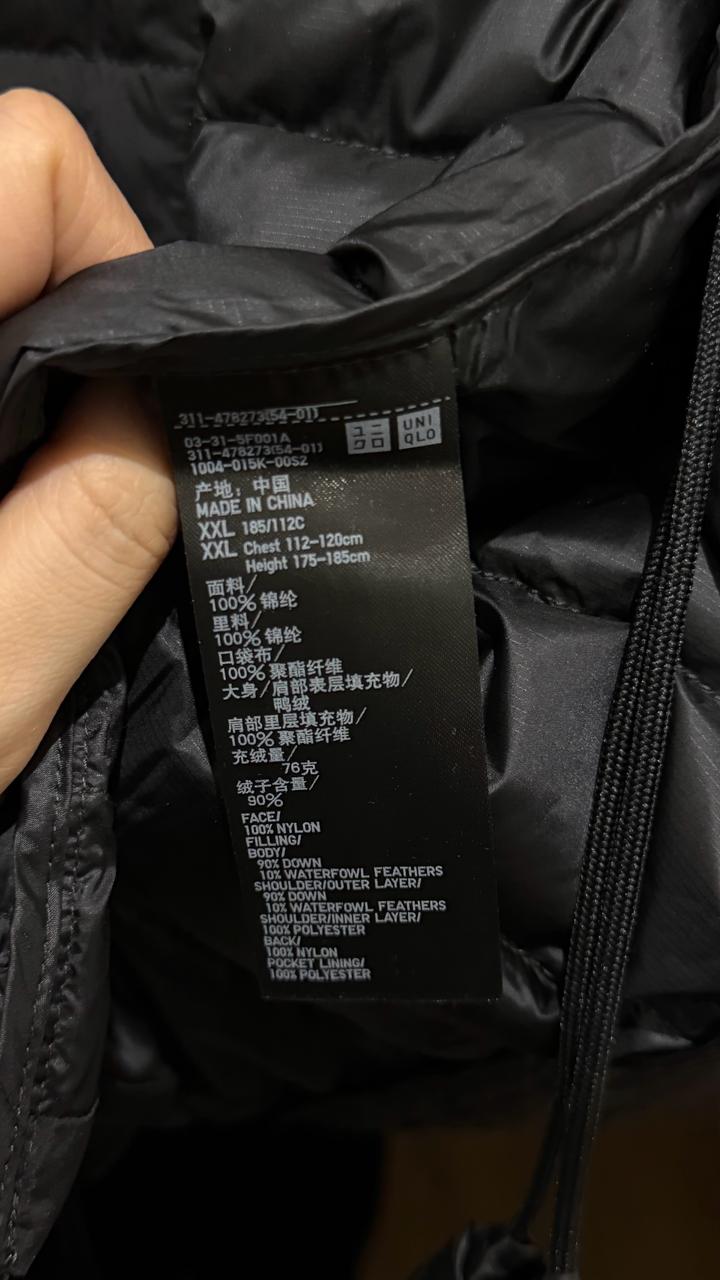 311-478273(54-01)
03-31-5F001A
311-478273(54-01)
1004-015K-00S2
ユニ
クロ
UNI
QLO
产地：中国
MADE IN CHINA
XXL 185/112C
XXL Chest 112-120cm
Height 175-185cm
面料/
100% 锦纶
里料/
100% 锦纶
口袋布/
100% 聚酯纤维
大身/肩部表层填充物/
鸭绒
肩部里层填充物/
100% 聚酯纤维
充绒量/
76克
绒子含量/
90%
FACE/
100% NYLON
FILLING/
BODY/
90% DOWN
10% WATERFOWL FEATHERS
SHOULDER/OUTER LAYER/
90% DOWN
10% WATERFOWL FEATHERS
SHOULDER/INNER LAYER/
100% POLYESTER
BACK/
100% NYLON
POCKET LINING/
100% POLYESTER